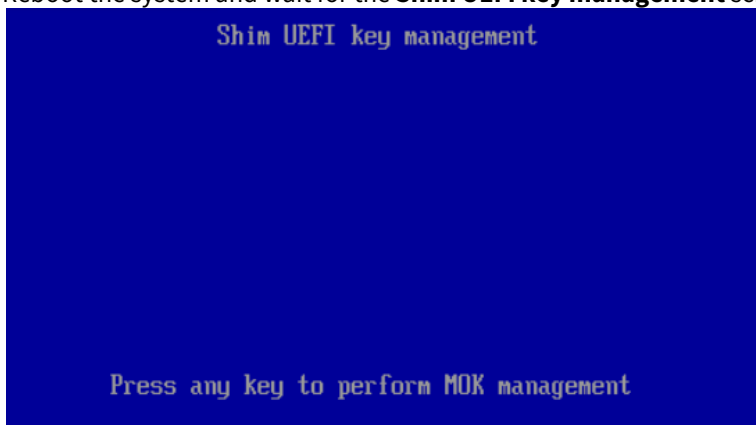 Reboot the system and wait for the Shim UEFI key management
Shim UEFI key management
Press any key to perform MOK management